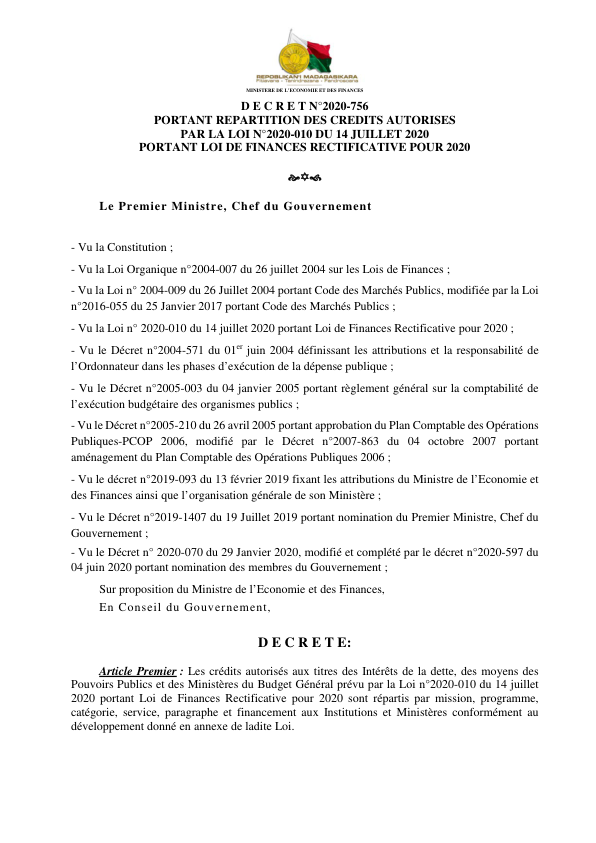 REPOBLIKAN'I MADAGASIKARA
Fitiavana - Tanindrazana - Fandrosoana
MINISTERE DE L'ECONOMIE ET DES FINANCES
D E C R E T N°2020-756
PORTANT REPARTITION DES CREDITS AUTORISES
PAR LA LOI N°2020-010 DU 14 JUILLET 2020
PORTANT LOI DE FINANCES RECTIFICATIVE POUR 2020
Le Premier Ministre, Chef du Gouvernement
- Vu la Constitution ;
- Vu la Loi Organique n°2004-007 du 26 juillet 2004 sur les Lois de Finances ;
- Vu la Loi n° 2004-009 du 26 Juillet 2004 portant Code des Marchés Publics, modifiée par la Loi
n°2016-055 du 25 Janvier 2017 portant Code des Marchés Publics ;
- Vu la Loi n° 2020-010 du 14 juillet 2020 portant Loi de Finances Rectificative pour 2020 ;
- Vu le Décret n°2004-571 du 01er juin 2004 définissant les attributions et la responsabilité de
l'Ordonnateur dans les phases d'exécution de la dépense publique ;
- Vu le Décret n°2005-003 du 04 janvier 2005 portant règlement général sur la comptabilité de
l'exécution budgétaire des organismes publics ;
- Vu le Décret n°2005-210 du 26 avril 2005 portant approbation du Plan Comptable des Opérations
Publiques-PCOP 2006, modifié par le Décret n°2007-863 du 04 octobre 2007 portant
aménagement du Plan Comptable des Opérations Publiques 2006 ;
- Vu le décret n°2019-093 du 13 février 2019 fixant les attributions du Ministre de l'Economie et
des Finances ainsi que l'organisation générale de son Ministère ;
- Vu le Décret n°2019-1407 du 19 Juillet 2019 portant nomination du Premier Ministre, Chef du
Gouvernement ;
- Vu le Décret n° 2020-070 du 29 Janvier 2020, modifié et complété par le décret n°2020-597 du
04 juin 2020 portant nomination des membres du Gouvernement ;
Sur proposition du Ministre de l'Economie et des Finances,
En Conseil du Gouvernement,
D E C R E T E:
Article Premier : Les crédits autorisés aux titres des Intérêts de la dette, des moyens des
Pouvoirs Publics et des Ministères du Budget Général prévu par la Loi n°2020-010 du 14 juillet
2020 portant Loi de Finances Rectificative pour 2020 sont répartis par mission, programme,
catégorie, service, paragraphe et financement aux Institutions et Ministères conformément au
développement donné en annexe de ladite Loi.